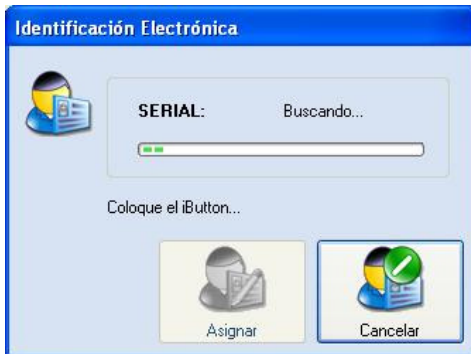 Identificación Electrónica
SERIAL: Buscando...
Coloque el iButton...
Asignar Cancelar